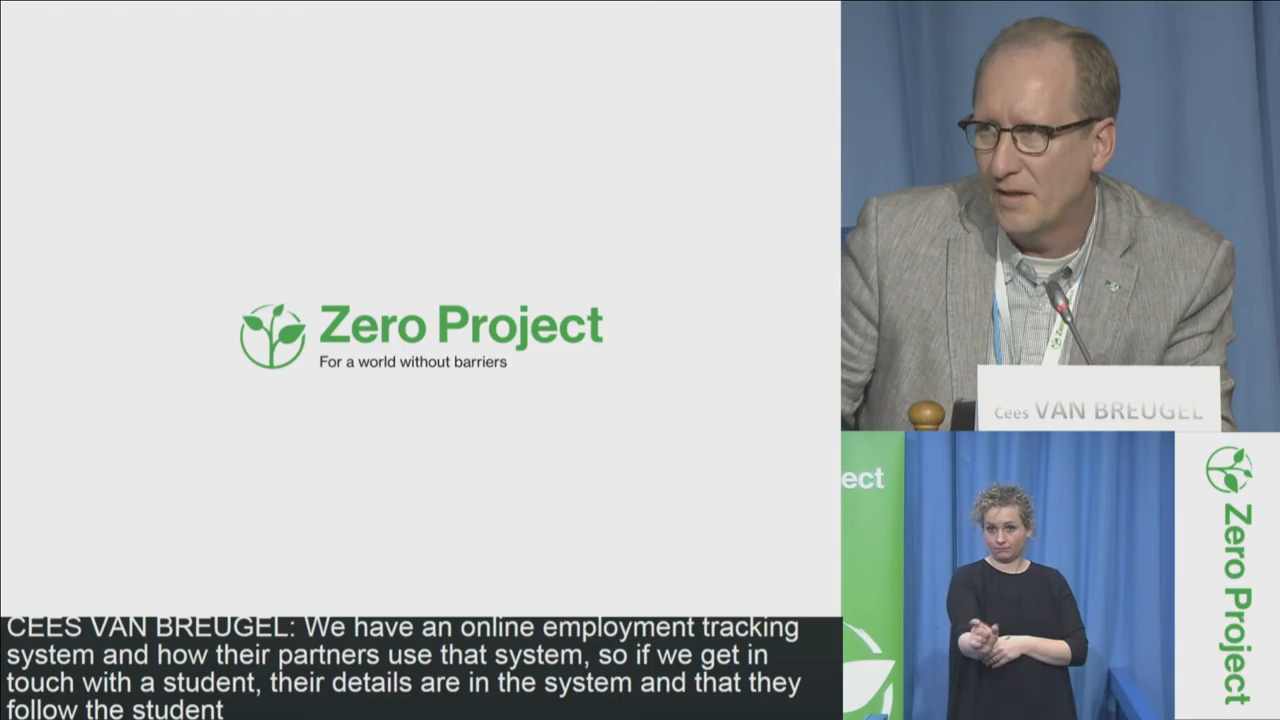 Zero Project
For a world without barriers
Zero
Cees VAN BREUGEL
ect
Zero Project
CEES VAN BREUGEL: We have an online employment tracking
system and how their partners use that system, so if we get in
touch with a student, their details are in the system and that they
follow the student